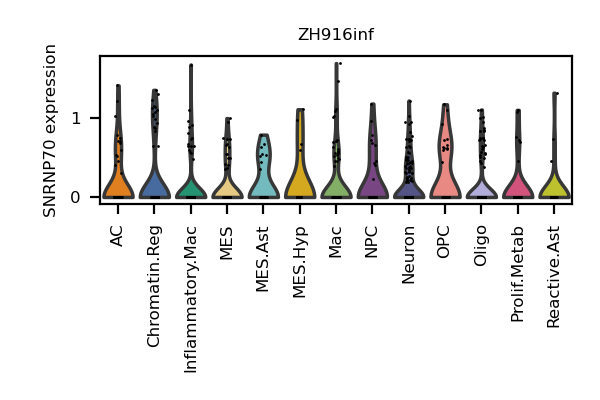 ZH916inf
SNRNP70 expression
1
0
AC
Chromatin.Reg
Inflammatory.Mac
MES
MES.Ast
MES.Hyp
Mac
NPC
Neuron
OPC
Oligo
Prolif.Metab
Reactive.Ast